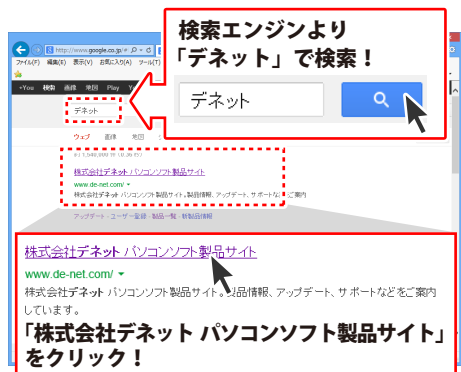 検索エンジンより
「デネット」で検索！
http://www.google.co.jp/#
ファイル(F) 編集(E) 表示(V) お気に入り(A) ツール(T)
+You 検索 画像 地図 Play
デネット
デネット
ウェブ 画像 地図
株式会社デネット パソコンソフト製品サイト
www.de-net.com/
株式会社デネット パソコンソフト製品サイト。製品情報、アップデート、サポートなどをご案内
アップデート - ユーザー登録 - 製品一覧 - 新製品情報
株式会社デネット パソコンソフト製品サイト
www.de-net.com/
株式会社デネット パソコンソフト製品サイト。製品情報、アップデート、サポートなどをご案内
しています。
「株式会社デネット パソコンソフト製品サイト」
をクリック！